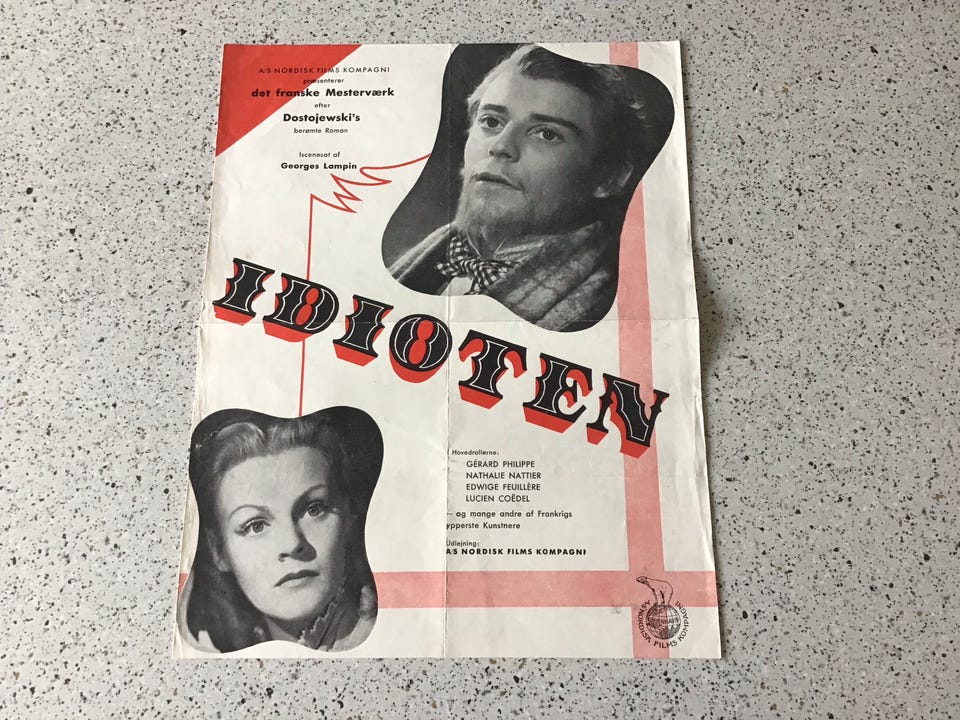 A/S NORDISK FILMS KOMPAGNI
præsenterer
det franske Mesterværk
efter
Dostojewski's
berømte Roman
Iscenesat af
Georges Lampin
IDIOTEN
I Hovedrollerne:
GÉRARD PHILIPPE
NATHALIE NATTIER
EDWIGE FEUILLÈRE
LUCIEN COËDEL
— og mange andre af Frankrigs
ypperste Kunstnere
Udlejning:
A/S NORDISK FILMS KOMPAGNI
A/S NORDISK FILMS KOMPAGNI